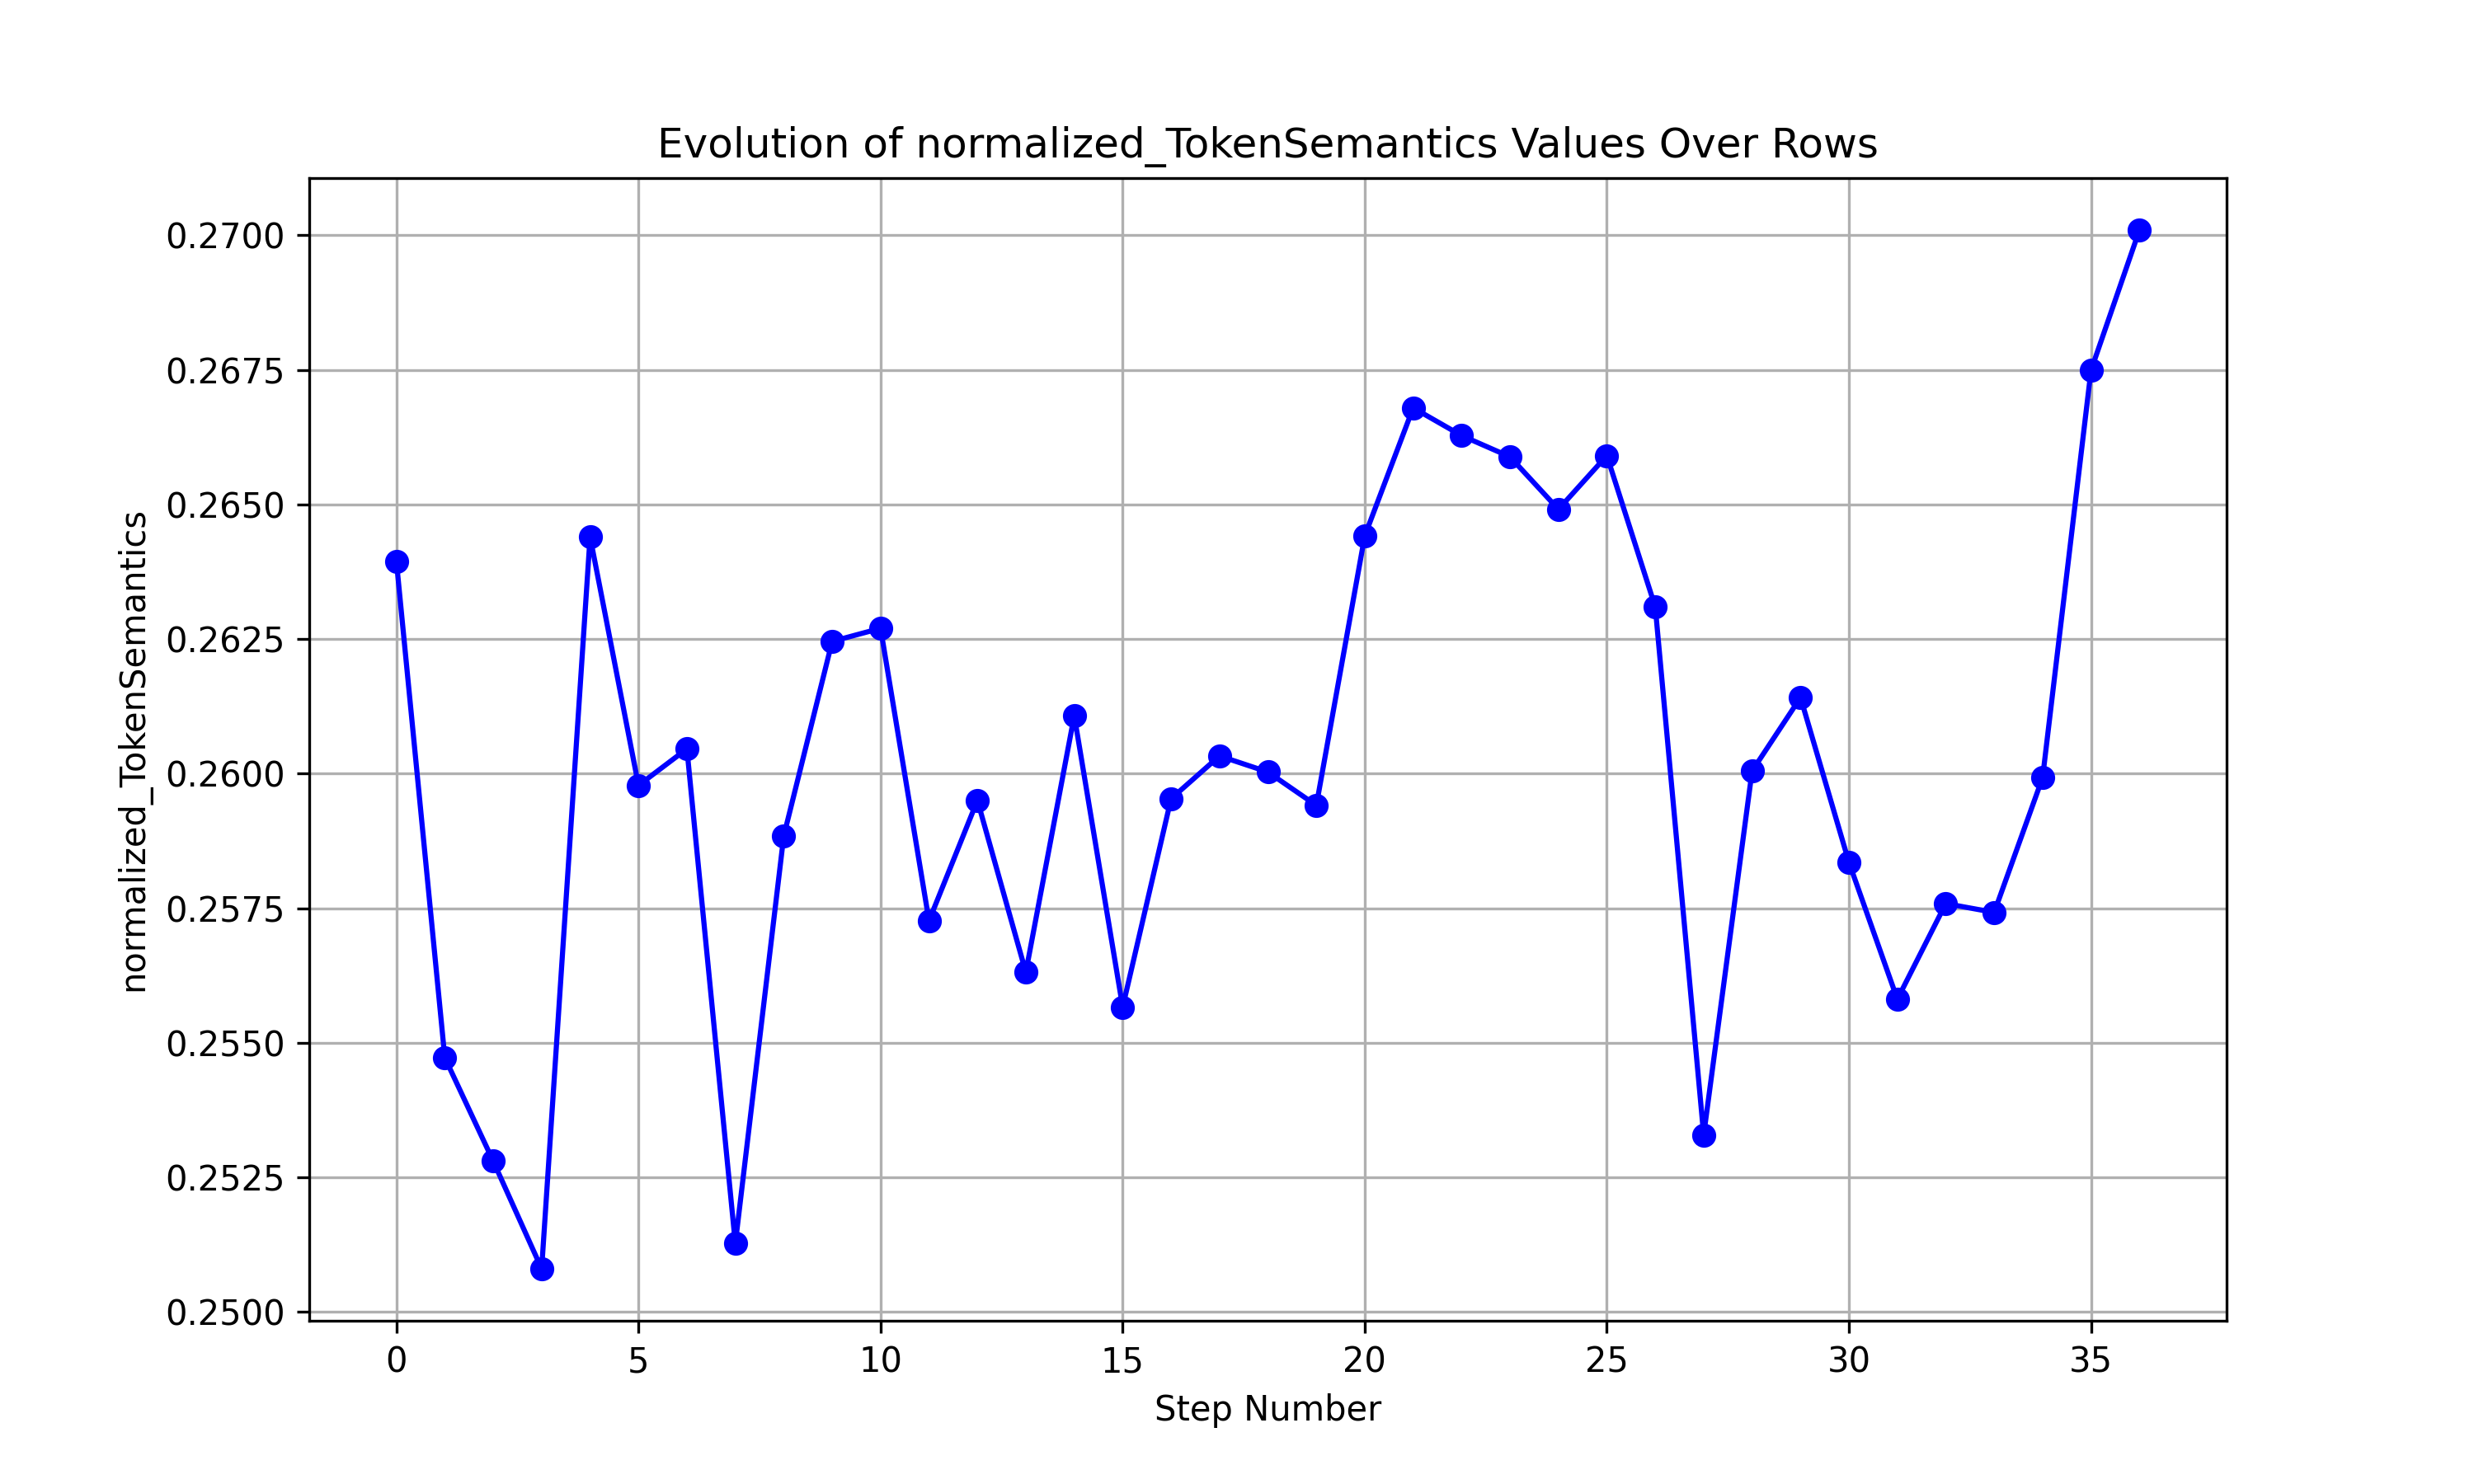 Evolution of normalized_TokenSemantics Values Over Rows
normalized_TokenSemantics
0.2700
0.2675
0.2650
0.2625
0.2600
0.2575
0.2550
0.2525
0.2500
0 5 10 15 20 25 30 35
Step Number